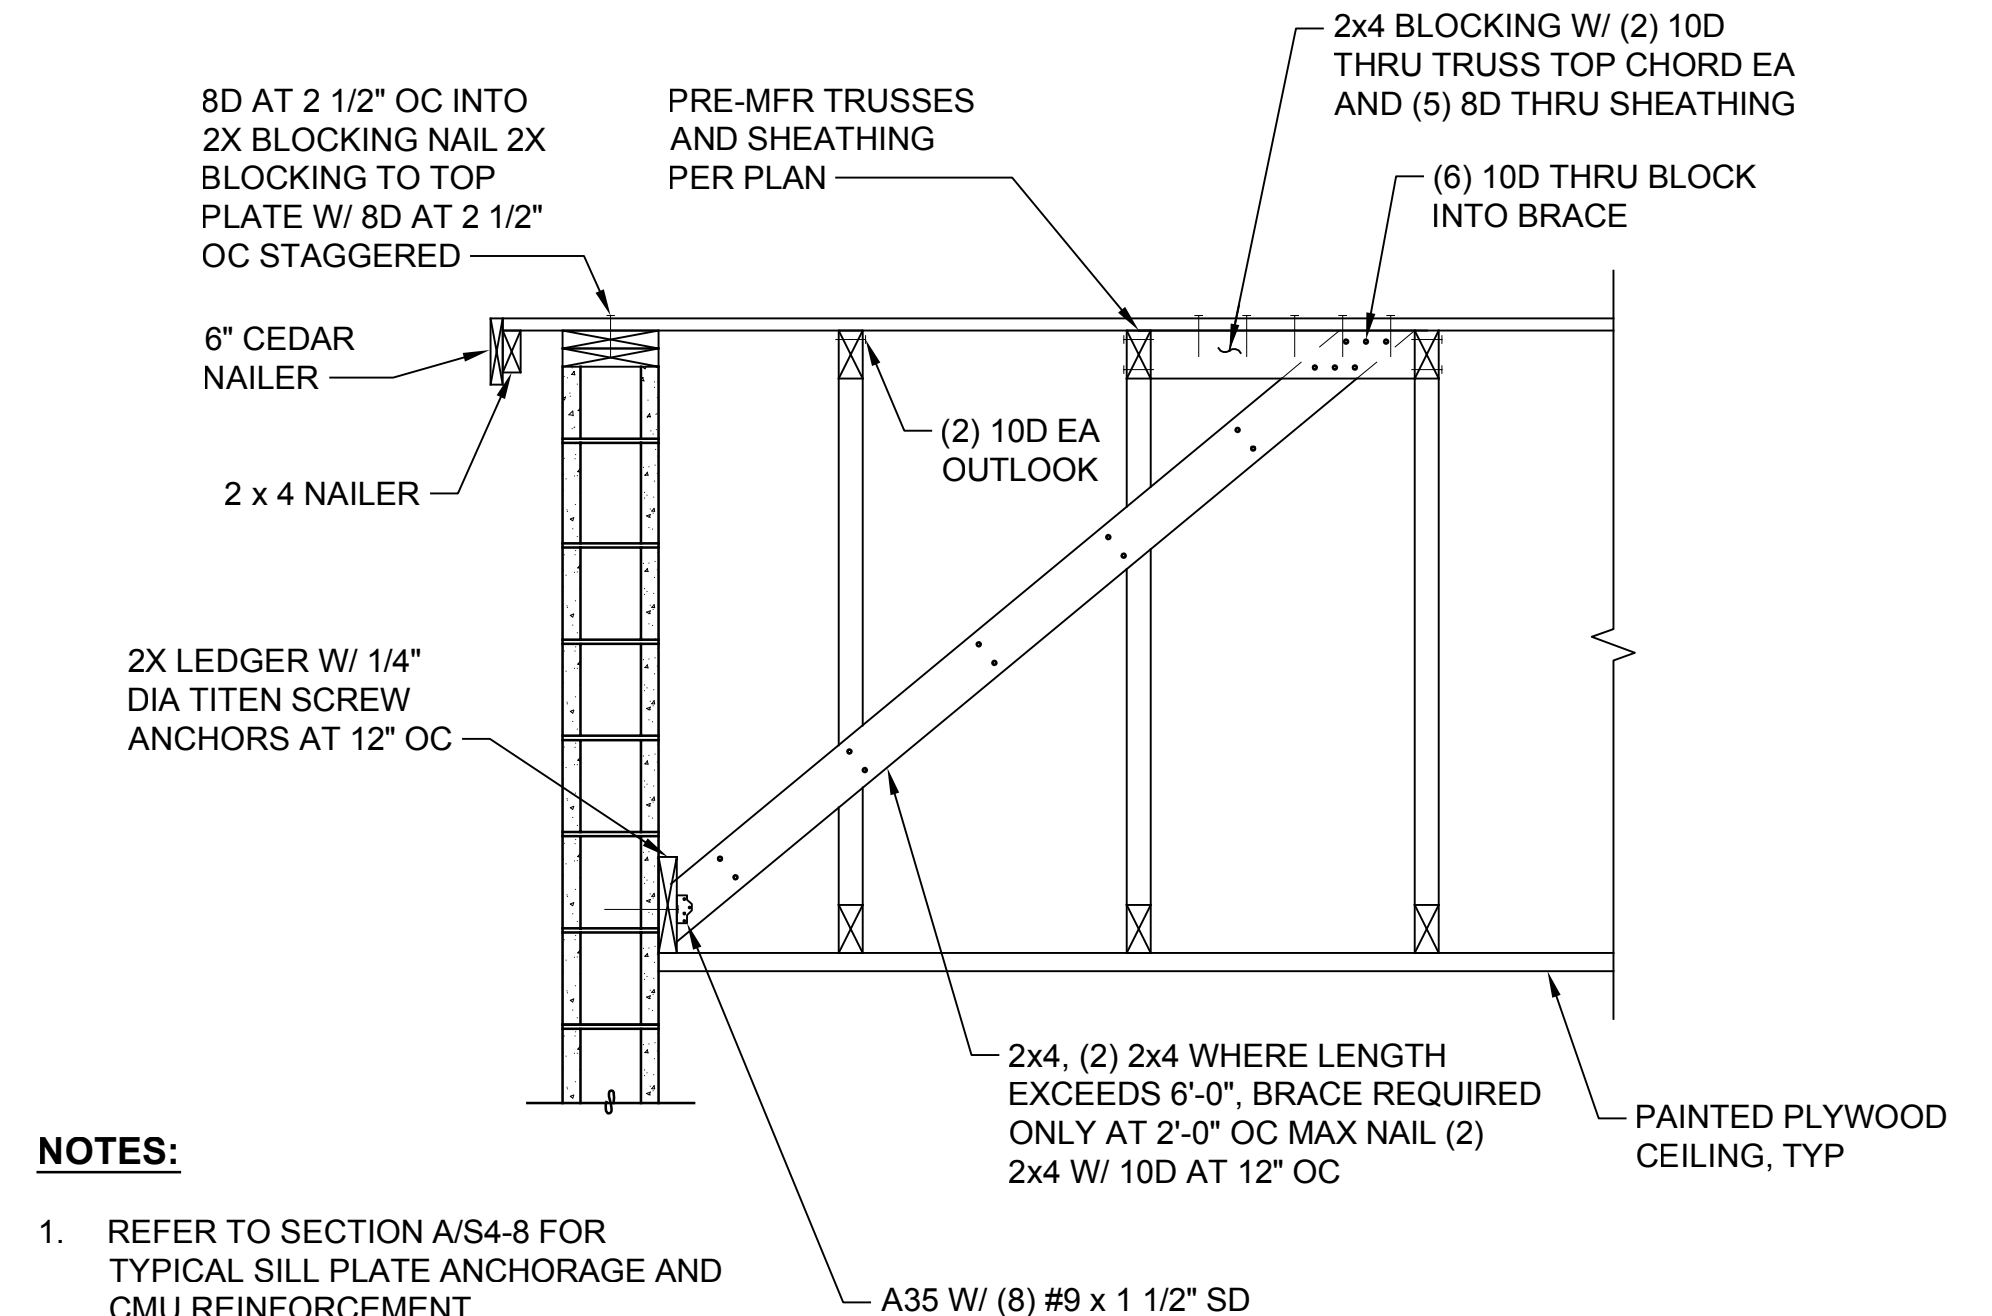 2x4 BLOCKING W/ (2) 10D
THRU TRUSS TOP CHORD EA
AND (5) 8D THRU SHEATHING
8D AT 2 1/2" OC INTO
2X BLOCKING NAIL 2X
BLOCKING TO TOP
PLATE W/ 8D AT 2 1/2"
OC STAGGERED
PRE-MFR TRUSSES
AND SHEATHING
PER PLAN
(6) 10D THRU BLOCK
INTO BRACE
6" CEDAR
NAILER
(2) 10D EA
OUTLOOK
2 x 4 NAILER
2X LEDGER W/ 1/4"
DIA TITEN SCREW
ANCHORS AT 12" OC
2x4, (2) 2x4 WHERE LENGTH
EXCEEDS 6'-0", BRACE REQUIRED
ONLY AT 2'-0" OC MAX NAIL (2)
2x4 W/ 10D AT 12" OC
PAINTED PLYWOOD
CEILING, TYP
NOTES:
1. REFER TO SECTION A/S4-8 FOR
TYPICAL SILL PLATE ANCHORAGE AND
CMU REINFORCEMENT
A35 W/ (8) #9 x 1 1/2" SD